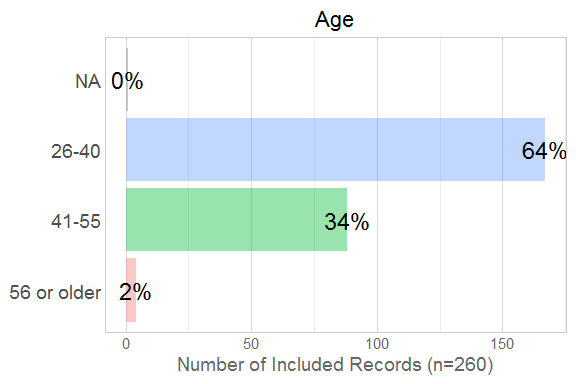 Age
NA
0%
26-40
64%
41-55
34%
56 or older
2%
0 50 100 150
Number of Included Records (n=260)